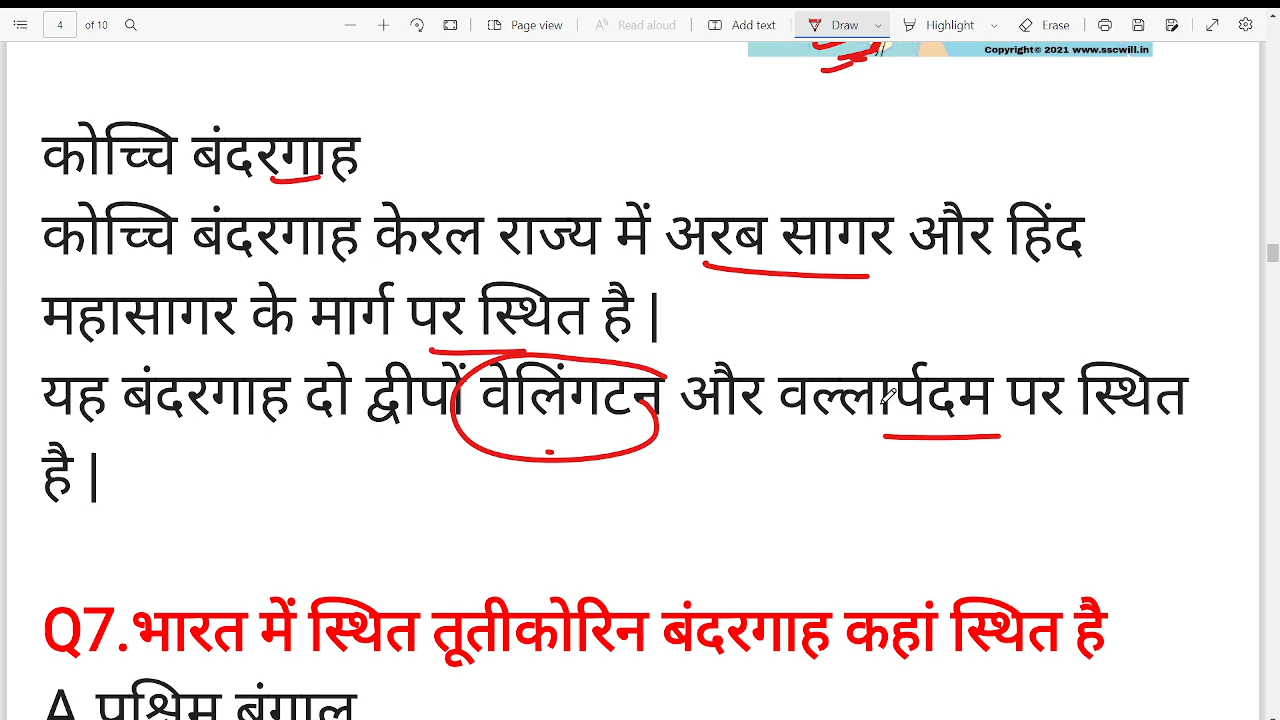 4 of 10 Page view Read aloud Add text Draw Highlight Erase
Copyright© 2021 www.sscwill.in
कोच्चि बंदरगाह
कोच्चि बंदरगाह केरल राज्य में अरब सागर और हिंद
महासागर के मार्ग पर स्थित है |
यह बंदरगाह दो द्वीपों वेलिंगटन और वल्लार्पदम पर स्थित
है |
Q7.भारत में स्थित तूतीकोरिन बंदरगाह कहां स्थित है
A पश्चिम बंगाल